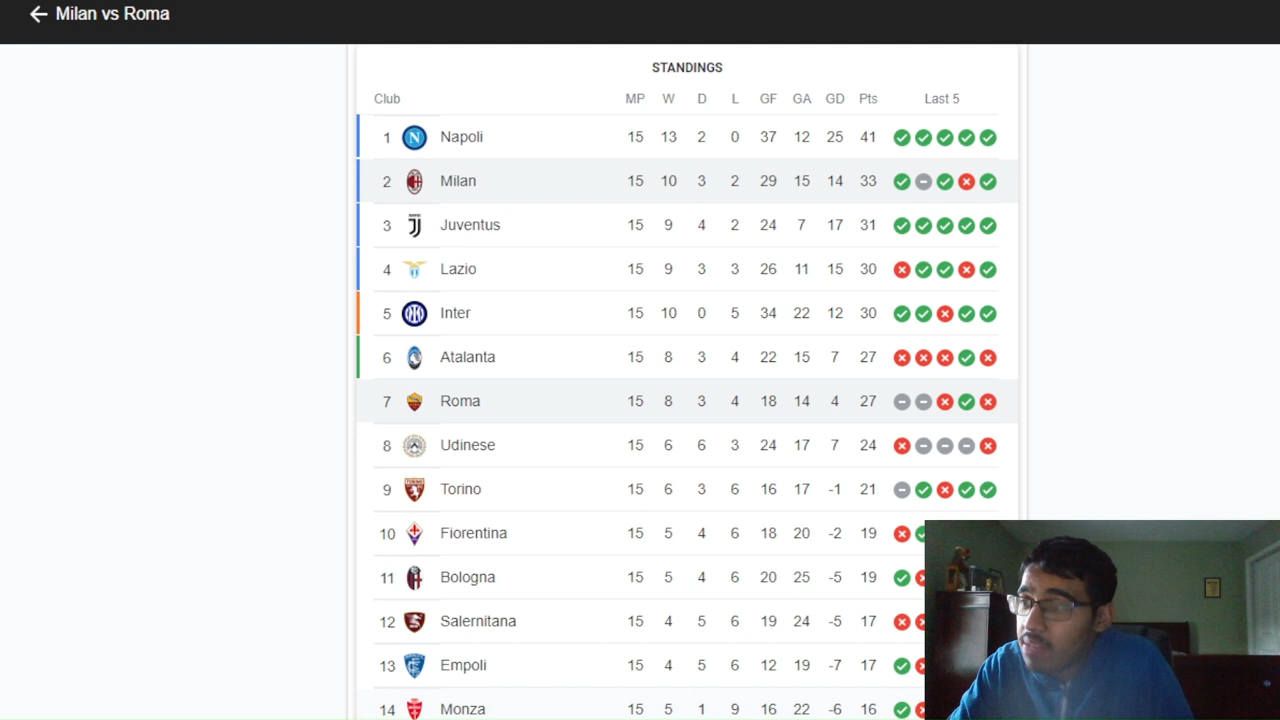 Milan vs Roma
STANDINGS
Club MP W D L GF GA GD Pts Last 5
1 Napoli 15 13 2 0 37 12 25 41
2 Milan 15 10 3 2 29 15 14 33
3 Juventus 15 9 4 2 24 7 17 31
4 Lazio 15 9 3 3 26 11 15 30
5 Inter 15 10 0 5 34 22 12 30
6 Atalanta 15 8 3 4 22 15 7 27
7 Roma 15 8 3 4 18 14 4 27
8 Udinese 15 6 6 3 24 17 7 24
9 Torino 15 6 3 6 16 17 -1 21
10 Fiorentina 15 5 4 6 18 20 -2 19
11 Bologna 15 5 4 6 20 25 -5 19
12 Salernitana 15 4 5 6 19 24 -5 17
13 Empoli 15 4 5 6 12 19 -7 17
14 Monza 15 5 1 9 16 22 -6 16